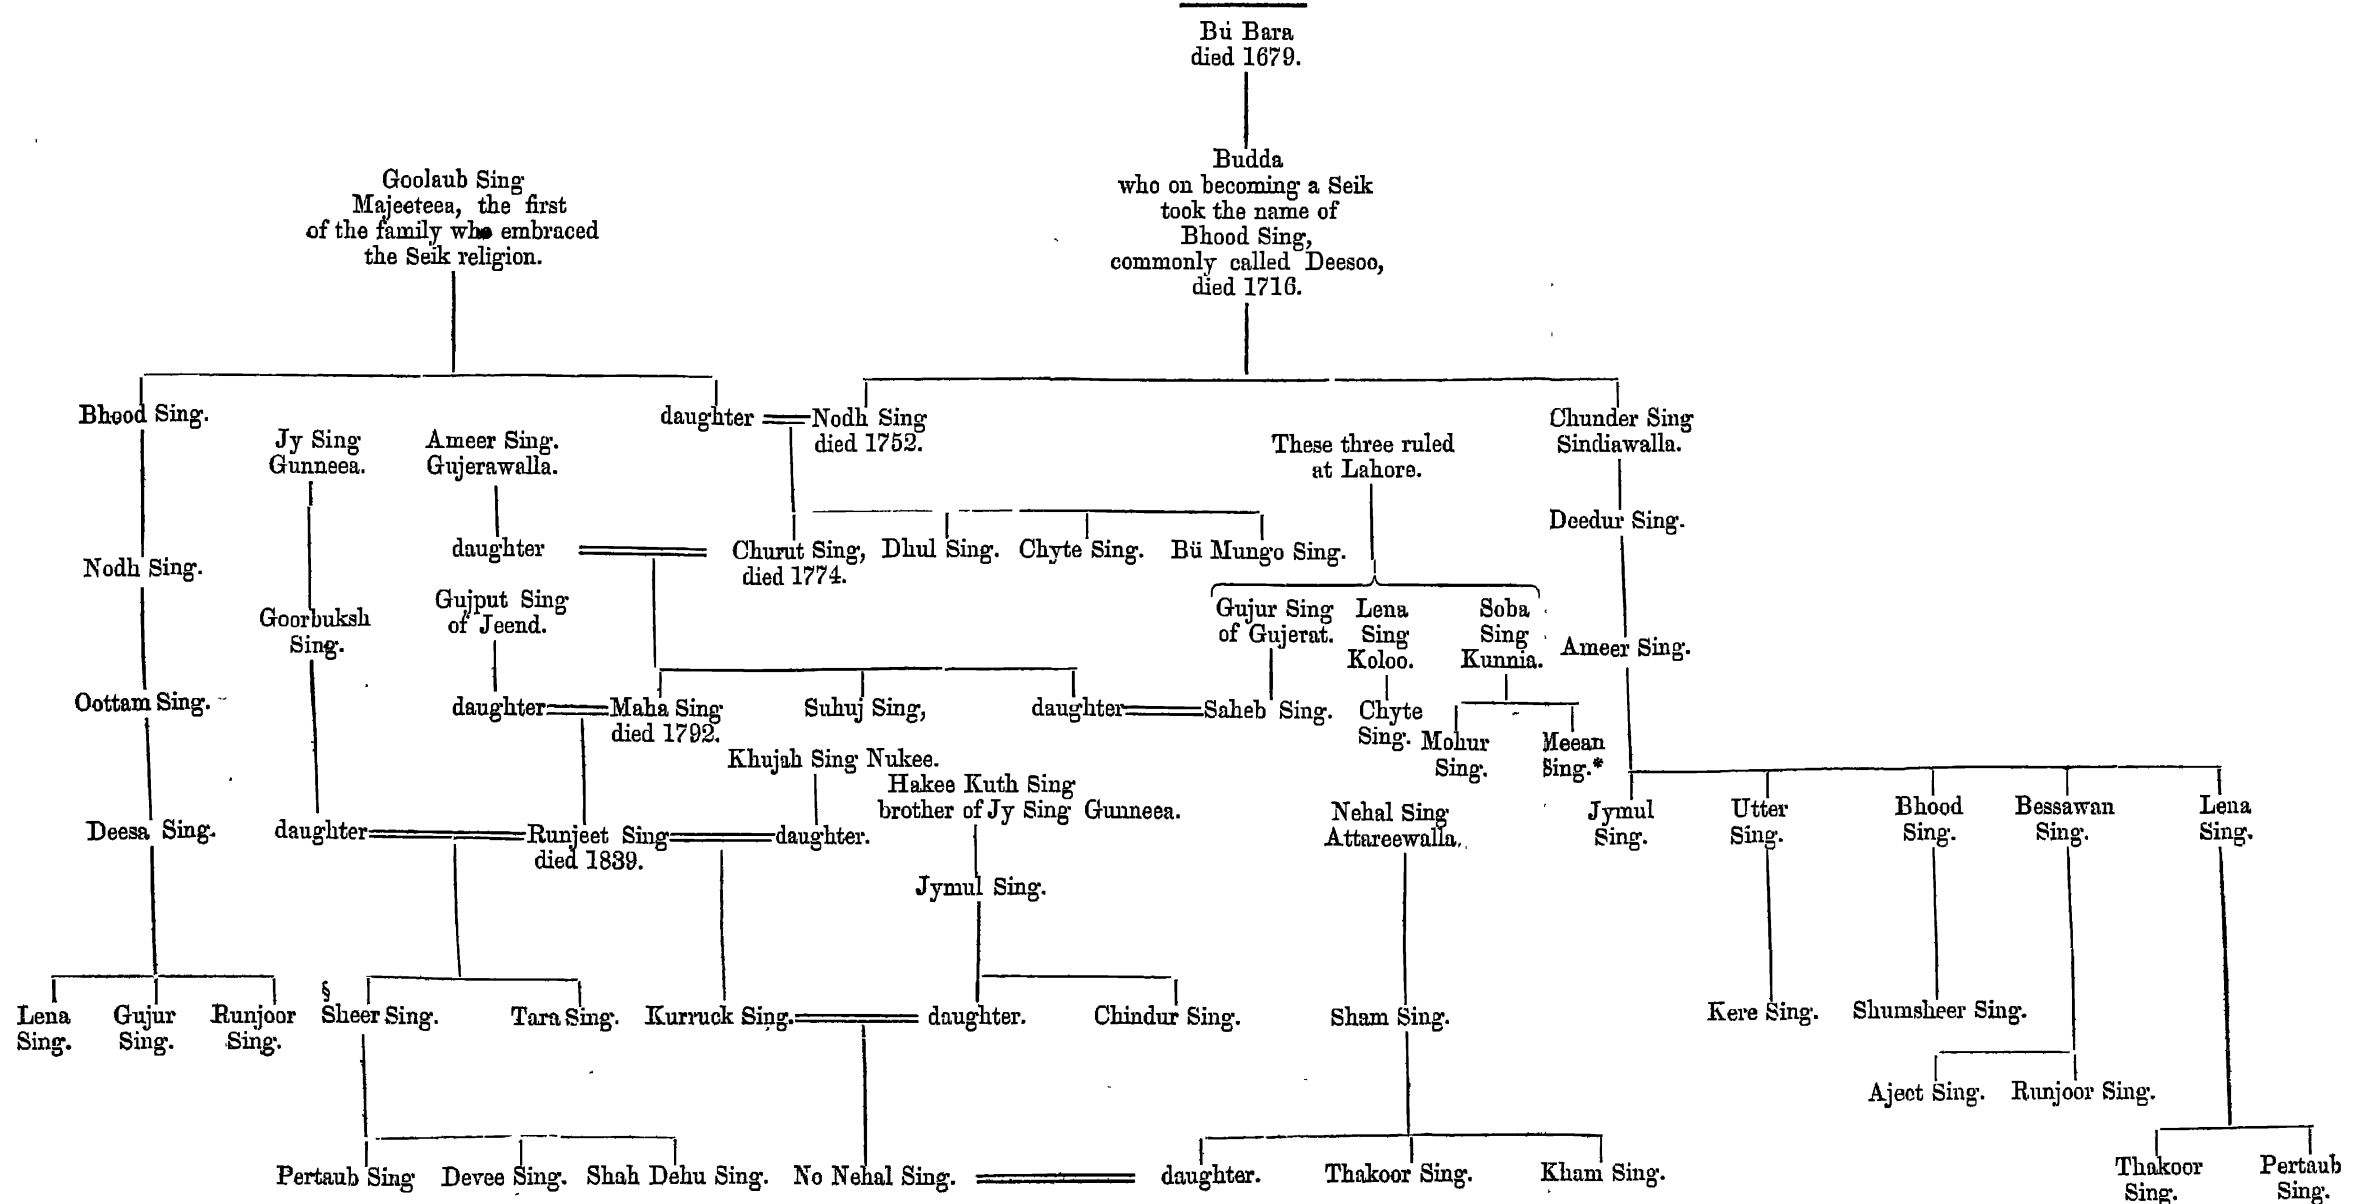 Bü Bara
died 1679.
Budda
who on becoming a Seik
took the name of
Bhood Sing,
commonly called Deesoo,
died 1716.
Goolaub Sing
Majeeteea, the first
of the family who embraced
the Seik religion.
Bhood Sing.
daughter
Nodh Sing
died 1752.
Chunder Sing
Sindiawalla.
Jy Sing
Gunneea.
Ameer Sing.
Gujerawalla.
These three ruled
at Lahore.
Deedur Sing.
daughter
Churut Sing,
died 1774.
Dhul Sing.
Chyte Sing.
Bü Mungo Sing.
Nodh Sing.
Goorbuksh
Sing.
Gujput Sing
of Jeend.
Gujur Sing
of Gujerat.
Lena
Sing
Koloo.
Soba
Sing
Kunnia.
Ameer Sing.
Oottam Sing.
daughter
Maha Sing
died 1792.
Suhuj Sing,
daughter
Saheb Sing.
Chyte
Sing.
Mohur
Sing.
Meean
Sing.*
Khujah Sing Nukee.
Hakee Kuth Sing
brother of Jy Sing Gunneea.
Nehal Sing
Attareewalla.
Jymul
Sing.
Utter
Sing.
Bhood
Sing.
Bessawan
Sing.
Lena
Sing.
Deesa Sing.
daughter
Runjeet Sing
died 1839.
daughter.
Jymul Sing.
Lena
Sing.
Gujur
Sing.
Runjoor
Sing.
§
Sheer Sing.
Tara Sing.
Kurruck Sing.
daughter.
Chindur Sing.
Sham Sing.
Kere Sing.
Shumsheer Sing.
Ajeet Sing.
Runjoor Sing.
Pertaub Sing
Devee Sing.
Shah Dehu Sing.
No Nehal Sing.
daughter.
Thakoor Sing.
Kham Sing.
Thakoor
Sing.
Pertaub
Sing.